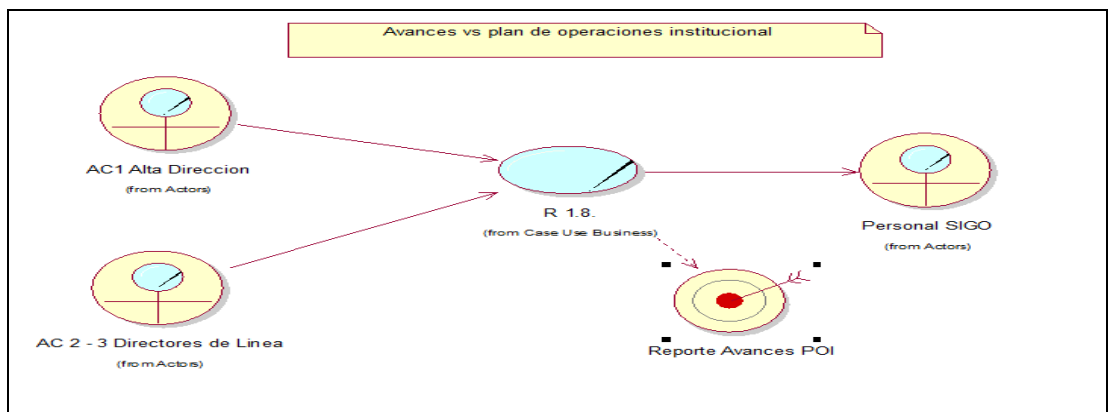 Avances vs plan de operaciones institucional
AC1 Alta Direccion
(from Actors)
R 1.8.
(from Case Use Business)
Personal SIGO
(from Actors)
AC 2 - 3 Directores de Linea
(from Actors)
Reporte Avances POI